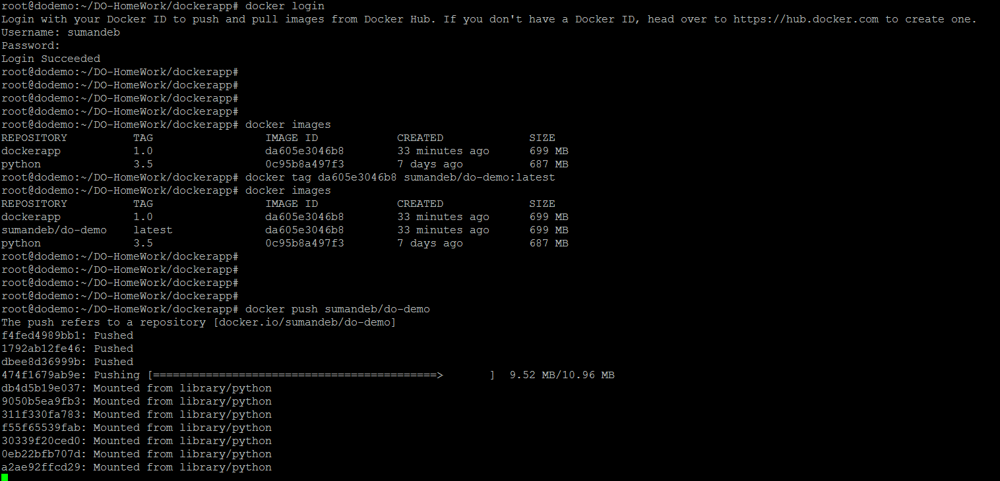 root@dodemo:~/DO-HomeWork/dockerapp# docker login
Login with your Docker ID to push and pull images from Docker Hub. If you don't have a Docker ID, head over to https://hub.docker.com to create one.
Username: sumandeb
Password:
Login Succeeded
root@dodemo:~/DO-HomeWork/dockerapp#
root@dodemo:~/DO-HomeWork/dockerapp#
root@dodemo:~/DO-HomeWork/dockerapp#
root@dodemo:~/DO-HomeWork/dockerapp#
root@dodemo:~/DO-HomeWork/dockerapp# docker images
REPOSITORY          TAG                 IMAGE ID            CREATED             SIZE
dockerapp           1.0                 da605e3046b8        33 minutes ago      699 MB
python              3.5                 0c95b8a497f3        7 days ago          687 MB
root@dodemo:~/DO-HomeWork/dockerapp# docker tag da605e3046b8 sumandeb/do-demo:latest
root@dodemo:~/DO-HomeWork/dockerapp# docker images
REPOSITORY          TAG                 IMAGE ID            CREATED             SIZE
dockerapp           1.0                 da605e3046b8        33 minutes ago      699 MB
sumandeb/do-demo    latest              da605e3046b8        33 minutes ago      699 MB
python              3.5                 0c95b8a497f3        7 days ago          687 MB
root@dodemo:~/DO-HomeWork/dockerapp#
root@dodemo:~/DO-HomeWork/dockerapp#
root@dodemo:~/DO-HomeWork/dockerapp#
root@dodemo:~/DO-HomeWork/dockerapp#
root@dodemo:~/DO-HomeWork/dockerapp# docker push sumandeb/do-demo
The push refers to a repository [docker.io/sumandeb/do-demo]
f4fed4989bb1: Pushed
1792ab12fe46: Pushed
dbee8d36999b: Pushed
474f1679ab9e: Pushing [===========================================>       ]  9.52 MB/10.96 MB
db4d5b19e037: Mounted from library/python
9050b5ea9fb3: Mounted from library/python
311f330fa783: Mounted from library/python
f55f65539fab: Mounted from library/python
30339f20ced0: Mounted from library/python
0eb22bfb707d: Mounted from library/python
a2ae92ffcd29: Mounted from library/python